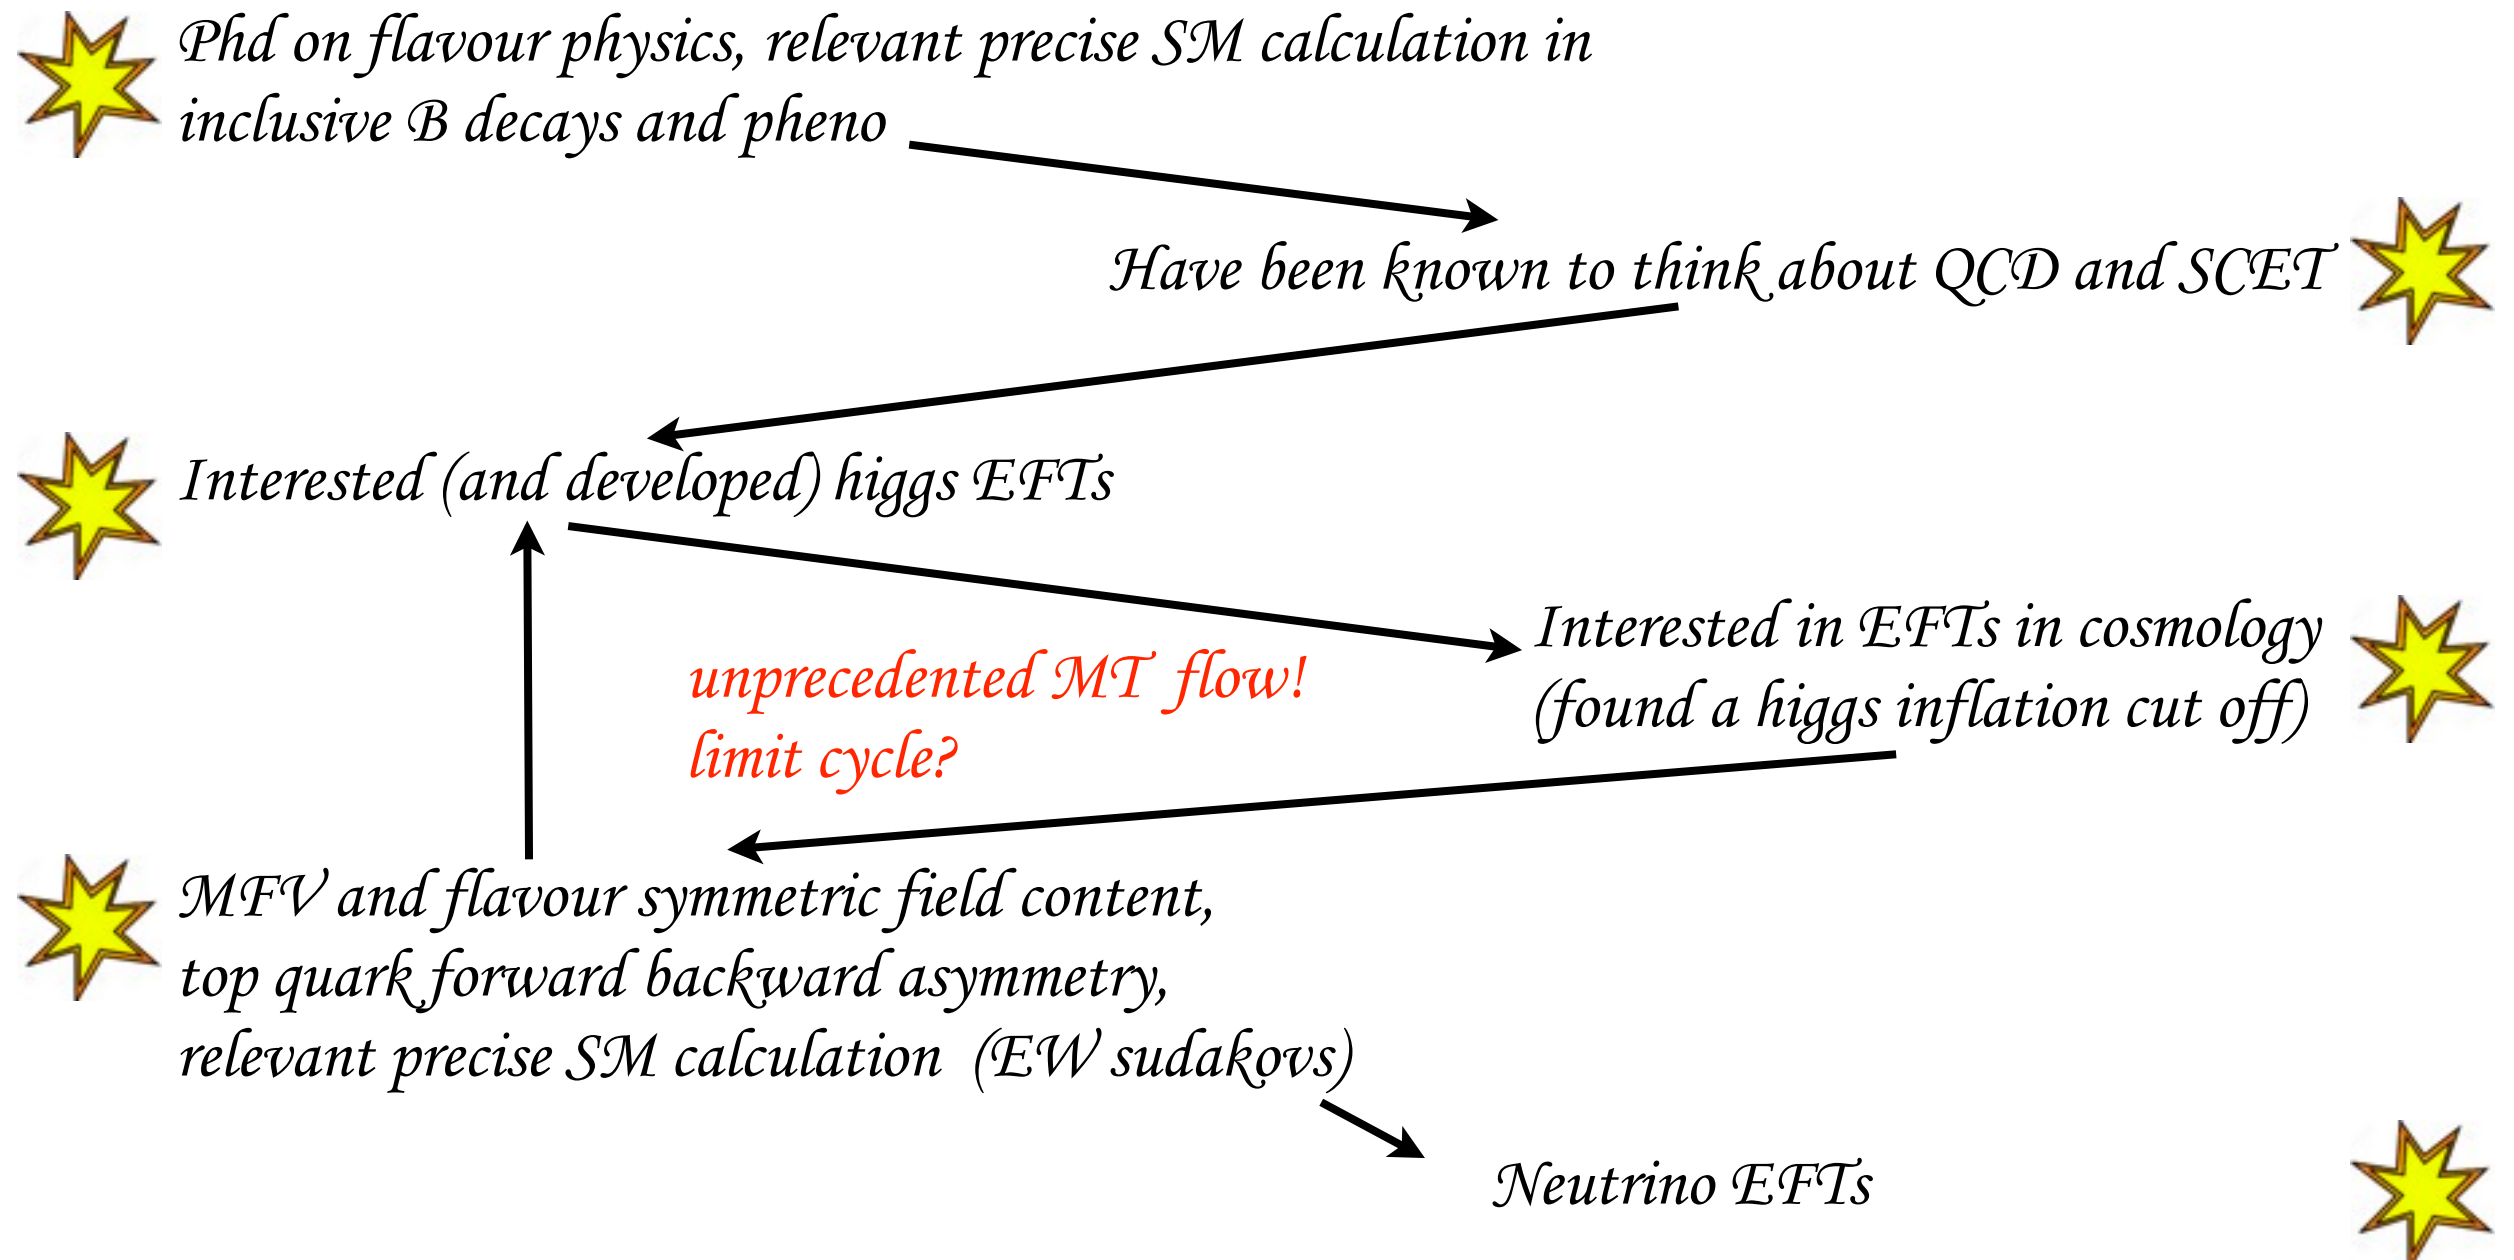 Phd on flavour physics, relevant precise SM calculation in
inclusive B decays and pheno
Have been known to think about QCD and SCET
Interested (and developed) higgs EFTs
Interested in EFTs in cosmology
(found a higgs inflation cut off)
unprecedented MT flow!
limit cycle?
MFV and flavour symmetric field content,
top quark forward backward asymmetry,
relevant precise SM calculation (EW sudakovs)
Neutrino EFTs